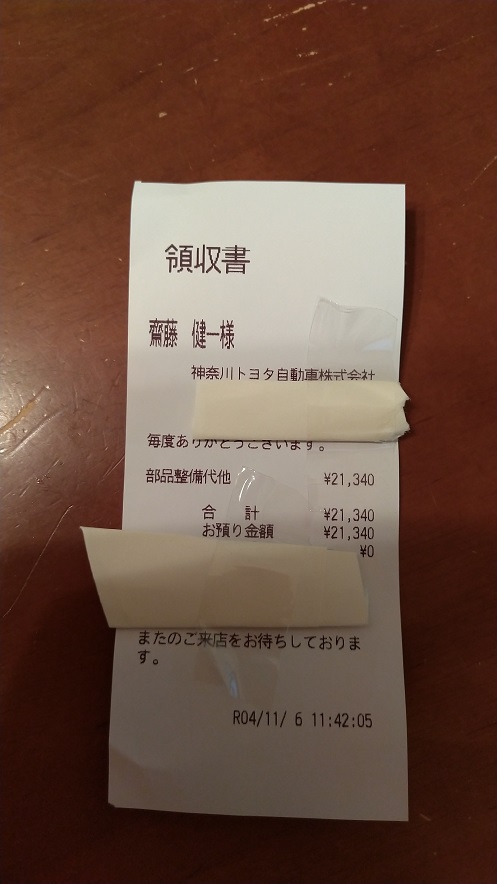 領収書
齋藤 健一様
神奈川トヨタ自動車株式会社
毎度ありがとうございます。
部品整備代他 ¥21,340
合 計 ¥21,340
お預り金額 ¥21,340
¥0
またのご来店をお待ちしておりま
す。
R04/11/ 6 11:42:05